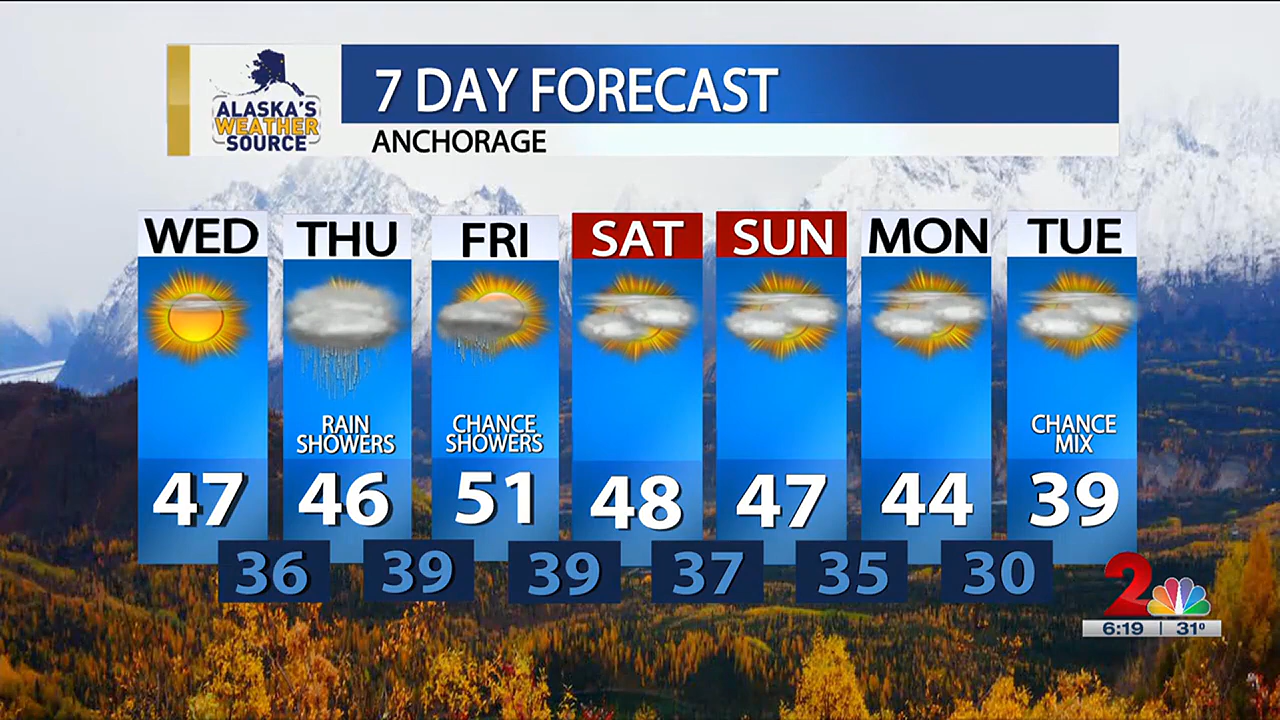 ALASKA'S
WEATHER
SOURCE
7 DAY FORECAST
ANCHORAGE
WED THU FRI SAT SUN MON TUE
RAIN SHOWERS
CHANCE SHOWERS
CHANCE MIX
47 46 51 48 47 44 39
36 39 39 37 35 30
2
6:19 | 31°